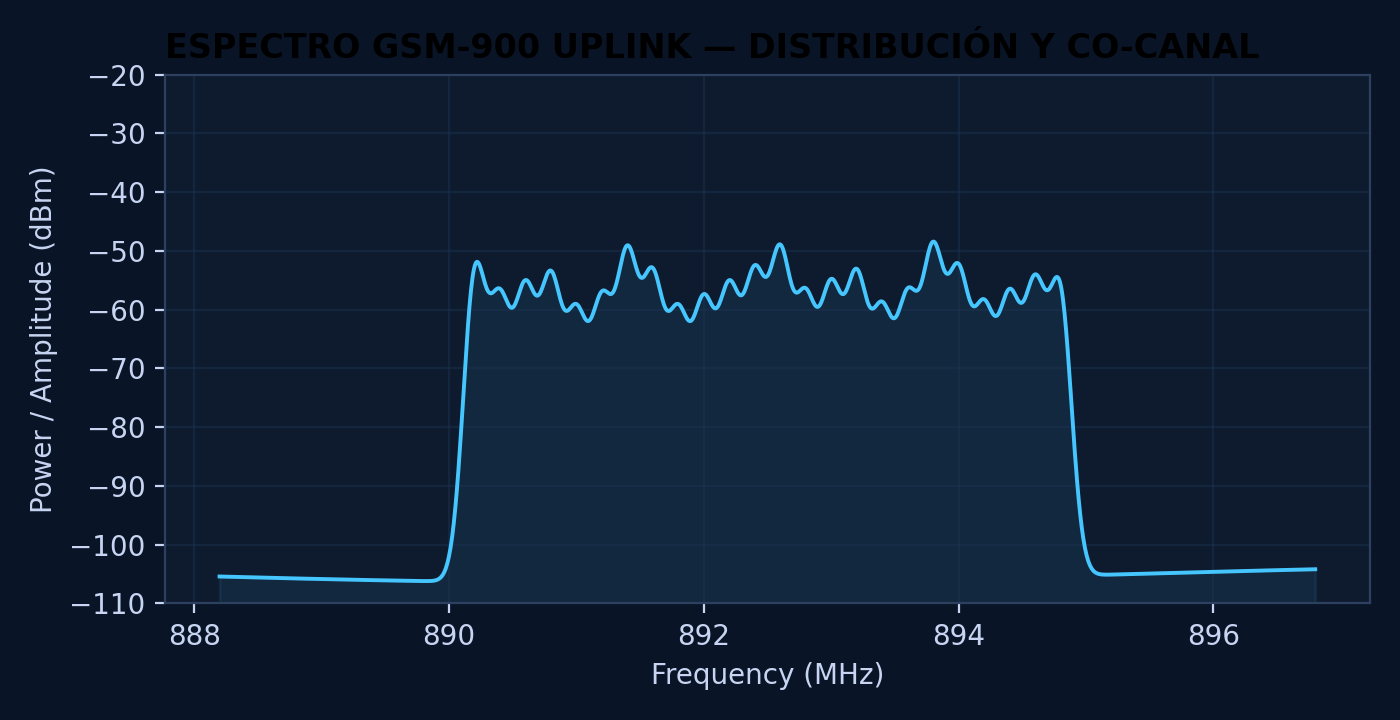 ESPECTRO GSM-900 UPLINK — DISTRIBUCIÓN Y CO-CANAL
−20
−30
−40
−50
−60
−70
−80
−90
−100
−110
Power / Amplitude (dBm)
888 890 892 894 896
Frequency (MHz)